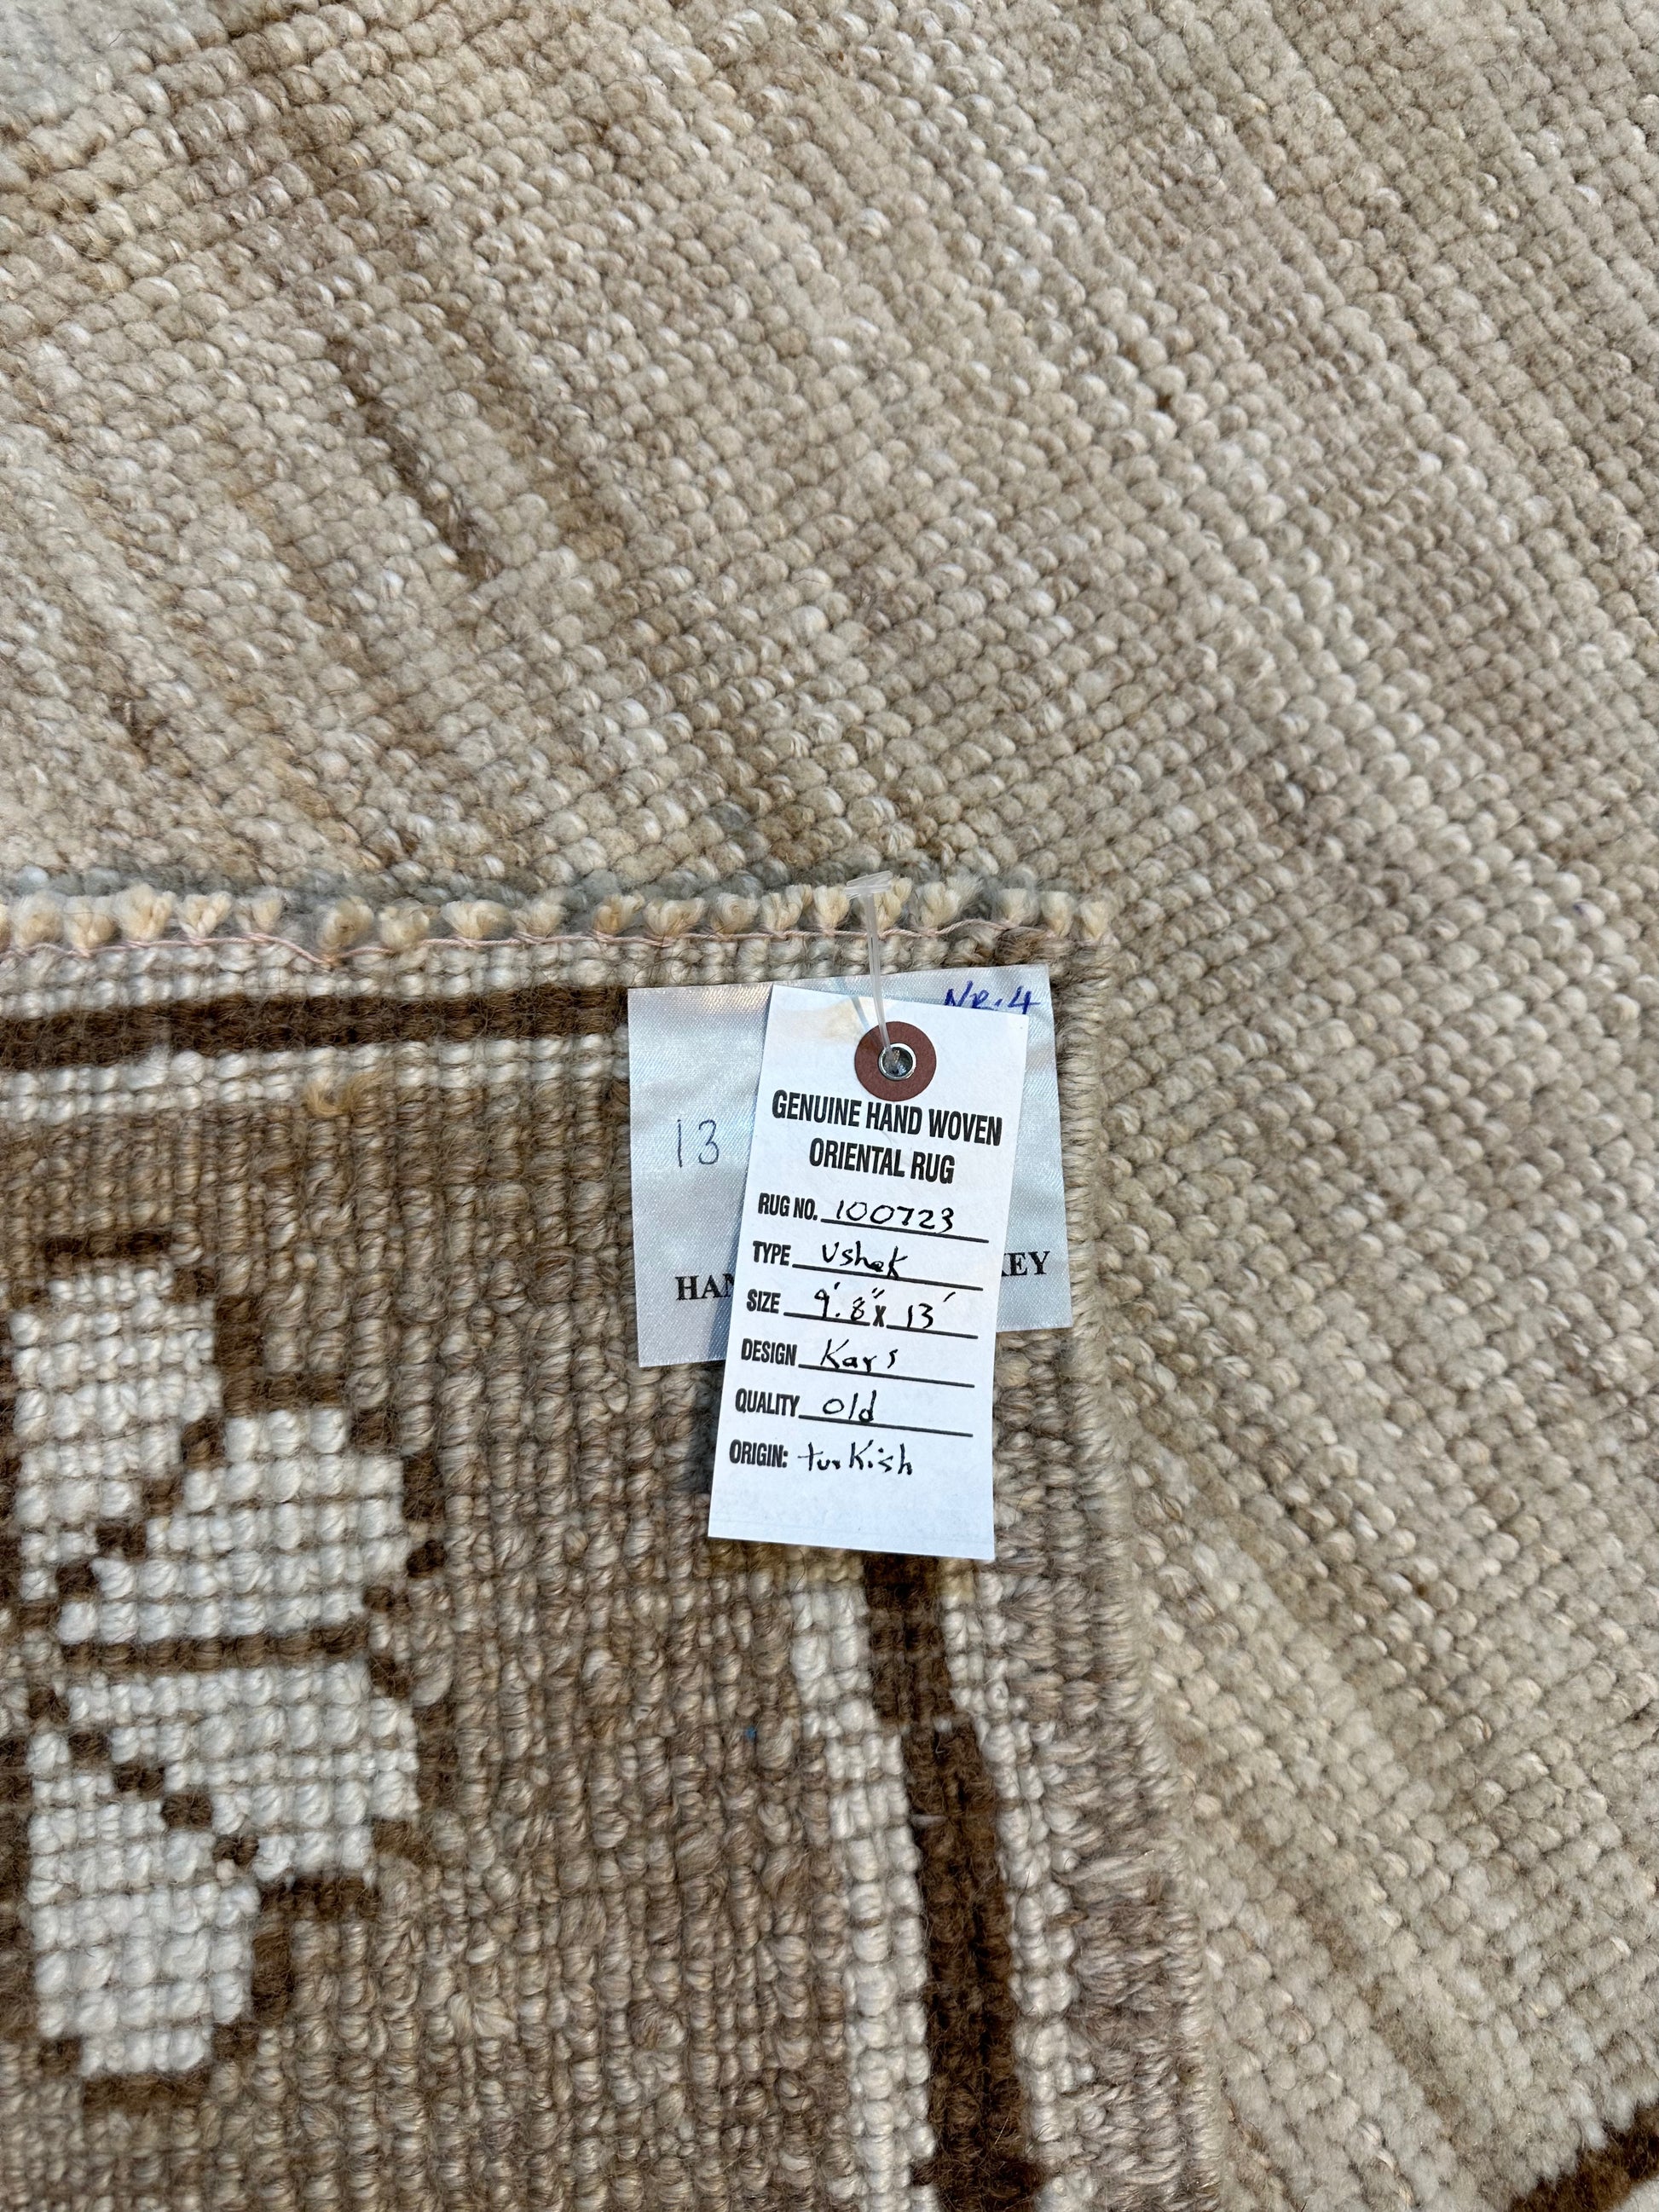 NR.4
13
GENUINE HAND WOVEN
ORIENTAL RUG
RUG NO. 100723
TYPE Ushak
SIZE 9'.8" x 13'
DESIGN Kars
QUALITY old
ORIGIN: turkish
HAN
KEY